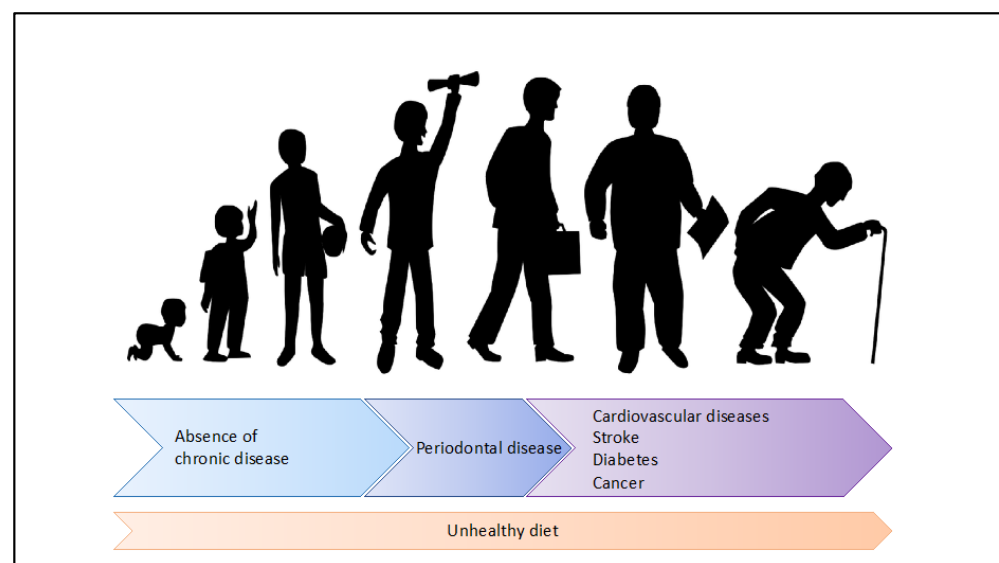 Absence of
chronic disease
Periodontal disease
Cardiovascular diseases
Stroke
Diabetes
Cancer
Unhealthy diet